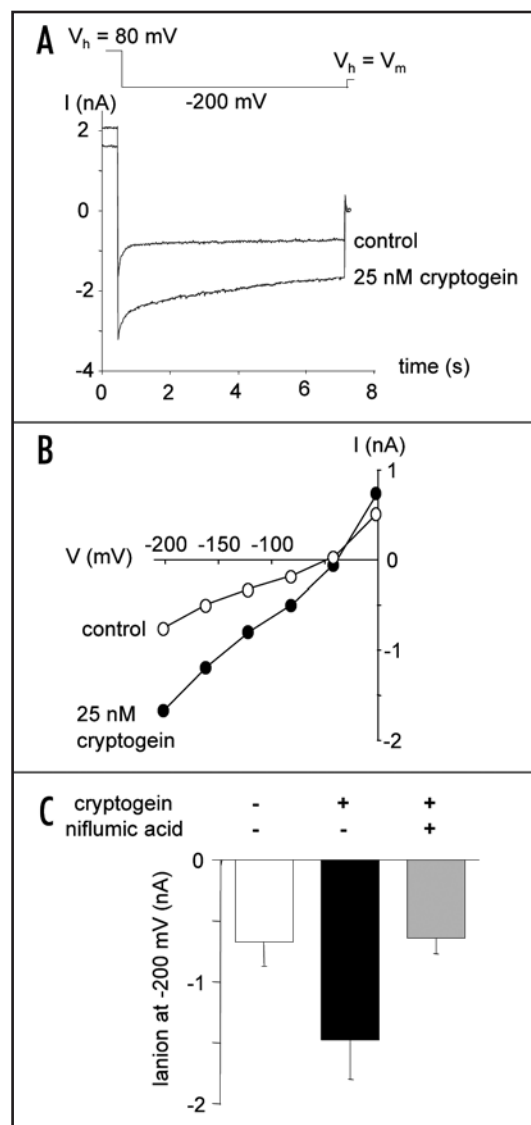 A
V_h = 80 mV
V_h = V_m
-200 mV
I (nA)
2
0
-2
-4
control
25 nM cryptogein
0 2 4 6 8
time (s)
B
I (nA)
1
-200 -150 -100
V (mV)
0
control
-1
25 nM
cryptogein
-2
C
cryptogein - + +
niflumic acid - - +
Ianion at -200 mV (nA)
0
-1
-2